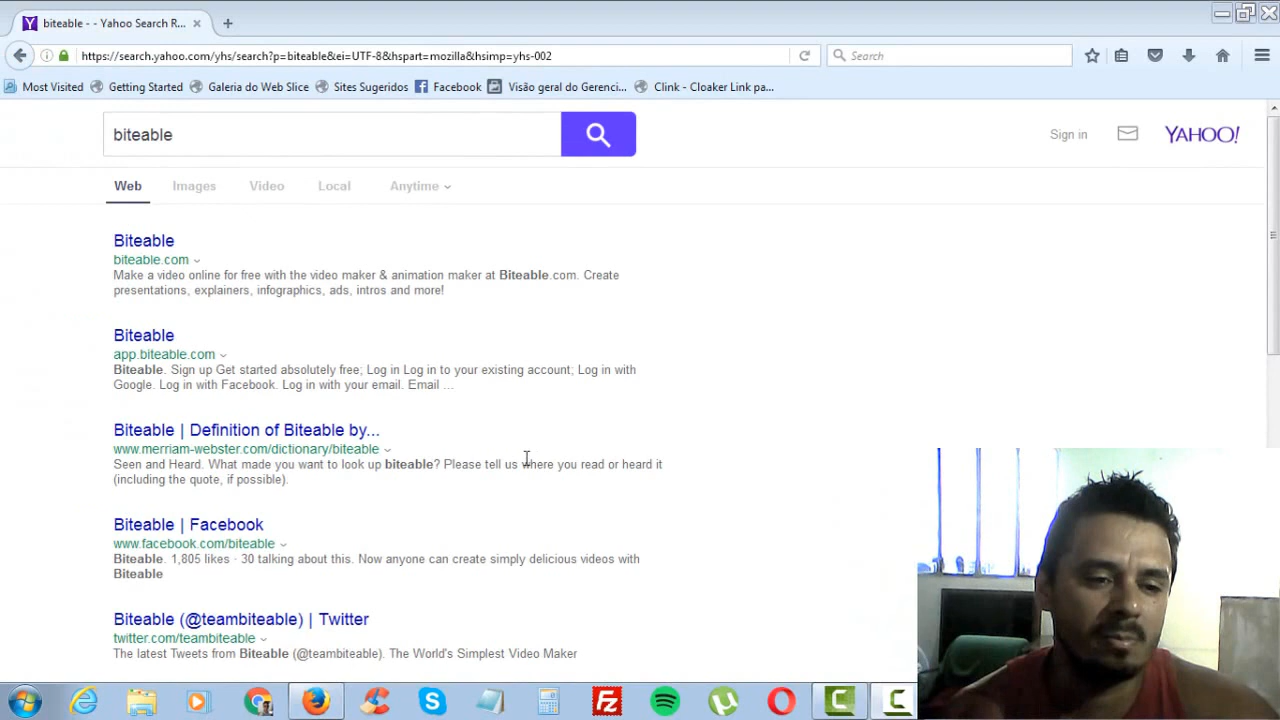 biteable - - Yahoo Search R...
https://search.yahoo.com/yhs/search?p=biteable&ei=UTF-8&hspart=mozilla&hsimp=yhs-002
Search
Most Visited
Getting Started
Galeria do Web Slice
Sites Sugeridos
Facebook
Visão geral do Gerenci...
Clink - Cloaker Link pa...
biteable
Sign in
YAHOO!
Web
Images
Video
Local
Anytime
Biteable
biteable.com
Make a video online for free with the video maker & animation maker at Biteable.com. Create
presentations, explainers, infographics, ads, intros and more!
Biteable
app.biteable.com
Biteable. Sign up Get started absolutely free; Log in Log in to your existing account; Log in with
Google. Log in with Facebook. Log in with your email. Email ...
Biteable | Definition of Biteable by...
www.merriam-webster.com/dictionary/biteable
Seen and Heard. What made you want to look up biteable? Please tell us where you read or heard it
(including the quote, if possible).
Biteable | Facebook
www.facebook.com/biteable
Biteable. 1,805 likes · 30 talking about this. Now anyone can create simply delicious videos with
Biteable
Biteable (@teambiteable) | Twitter
twitter.com/teambiteable
The latest Tweets from Biteable (@teambiteable). The World's Simplest Video Maker